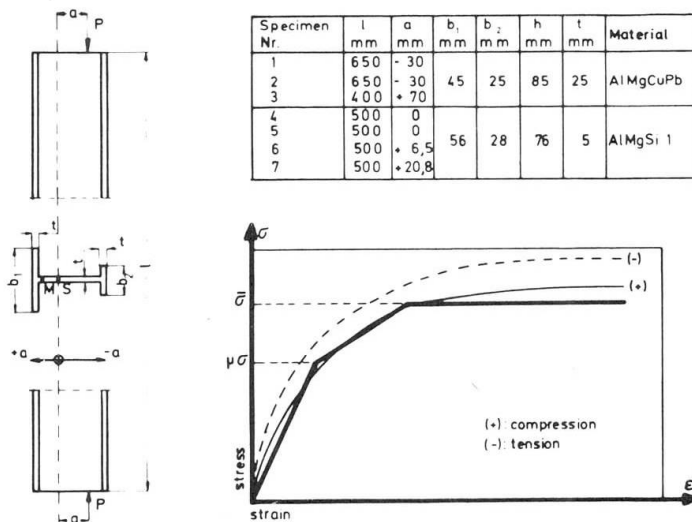 a
P
Specimen Nr. l mm a mm b₁ mm b₂ mm h mm t mm Material
1 650 - 30
2 650 - 30 45 25 85 25 AlMgCuPb
3 400 + 70
4 500 0
5 500 0
6 500 + 6,5 56 28 76 5 AlMgSi 1
7 500 +20,8
t
t
b₁
t
b₂
M S
l
+a
-a
a
P
σ
(-)
(+)
σ̅
μσ̅
(+): compression
(-): tension
stress
strain
ε